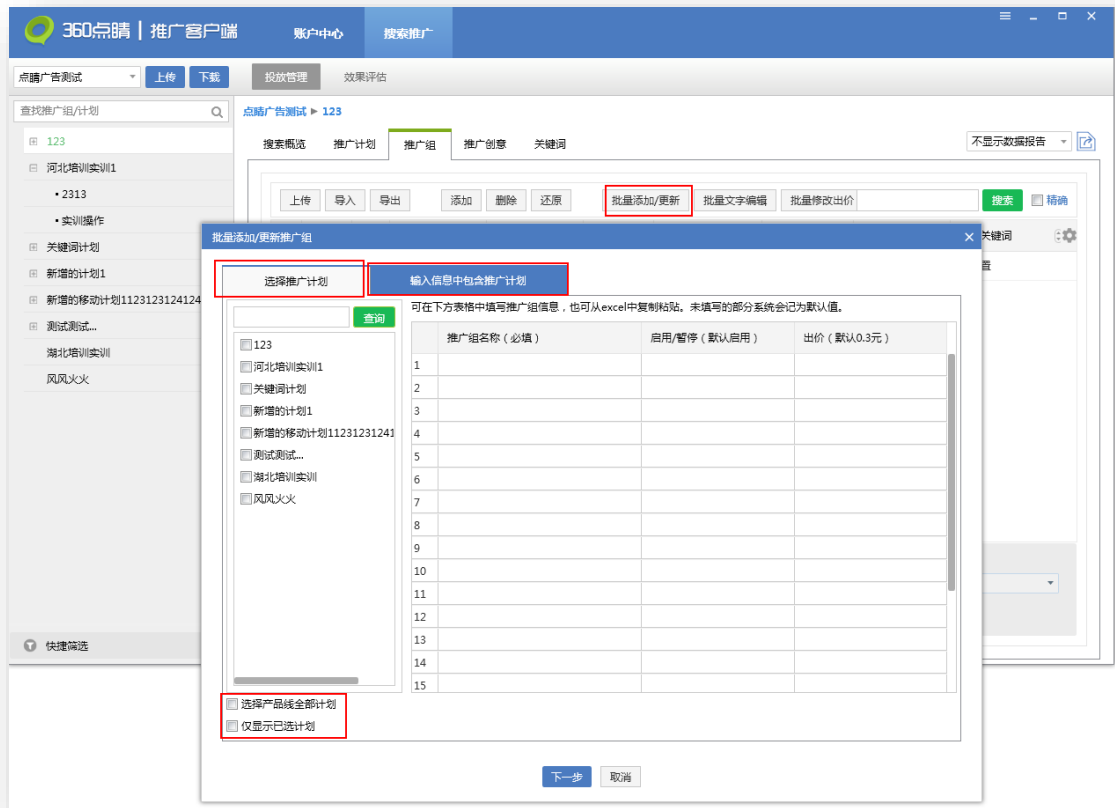 360点睛 | 推广客户端 账户中心 搜索推广
点睛广告测试 上传 下载 投放管理 效果评估
查找推广组/计划
点睛广告测试 ▶ 123
123
河北培训实训1
• 2313
• 实训操作
关键词计划
新增的计划1
新增的移动计划1123123124124
测试测试...
湖北培训实训
风风火火
快捷筛选
搜索概览 推广计划 推广组 推广创意 关键词 不显示数据报告
上传 导入 导出 添加 删除 还原 批量添加/更新 批量文字编辑 批量修改出价 搜索 精确
关键词
置
批量添加/更新推广组
选择推广计划 输入信息中包含推广计划
查询
123
河北培训实训1
关键词计划
新增的计划1
新增的移动计划11231231241
测试测试...
湖北培训实训
风风火火
可在下方表格中填写推广组信息，也可从excel中复制粘贴。未填写的部分系统会记为默认值。
推广组名称（必填） 启用/暂停（默认启用） 出价（默认0.3元）
1
2
3
4
5
6
7
8
9
10
11
12
13
14
15
选择产品线全部计划
仅显示已选计划
下一步 取消